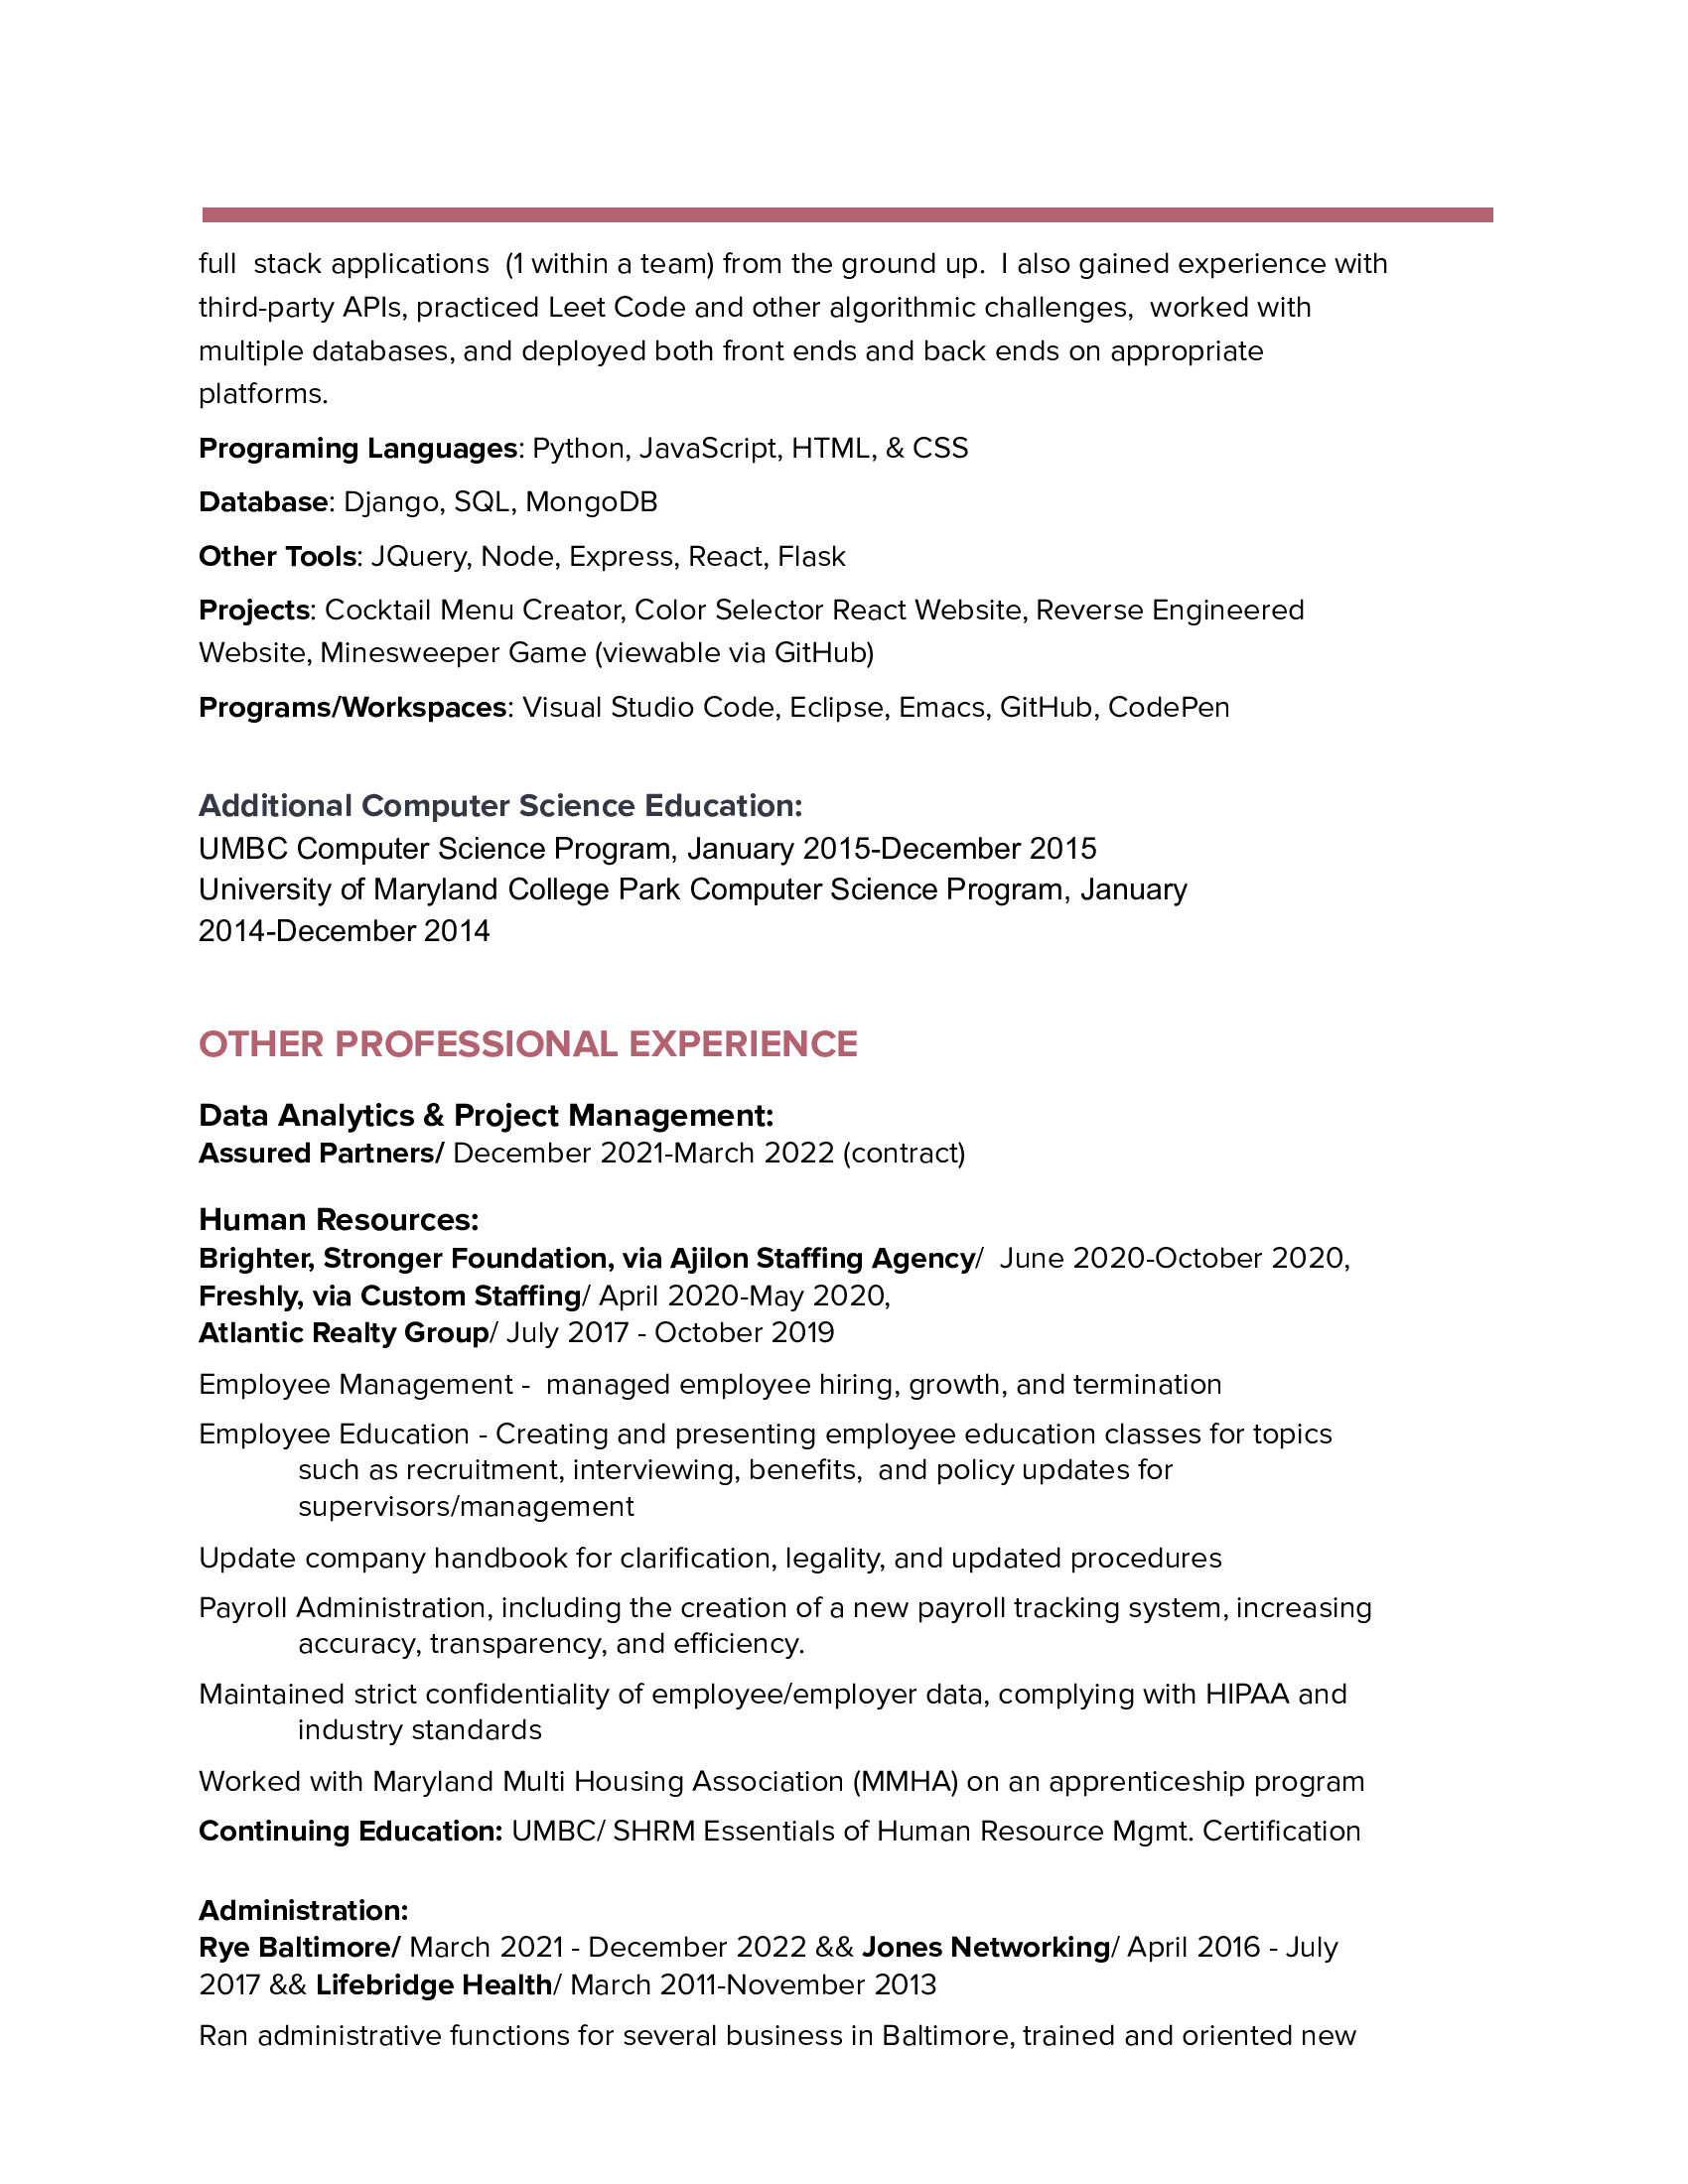 full  stack applications  (1 within a team) from the ground up.  I also gained experience with
third-party APIs, practiced Leet Code and other algorithmic challenges,  worked with
multiple databases, and deployed both front ends and back ends on appropriate
platforms.
Programing Languages: Python, JavaScript, HTML, & CSS
Database: Django, SQL, MongoDB
Other Tools: JQuery, Node, Express, React, Flask
Projects: Cocktail Menu Creator, Color Selector React Website, Reverse Engineered
Website, Minesweeper Game (viewable via GitHub)
Programs/Workspaces: Visual Studio Code, Eclipse, Emacs, GitHub, CodePen
Additional Computer Science Education:
UMBC Computer Science Program, January 2015-December 2015
University of Maryland College Park Computer Science Program, January
2014-December 2014
OTHER PROFESSIONAL EXPERIENCE
Data Analytics & Project Management:
Assured Partners/ December 2021-March 2022 (contract)
Human Resources:
Brighter, Stronger Foundation, via Ajilon Staffing Agency/  June 2020-October 2020,
Freshly, via Custom Staffing/ April 2020-May 2020,
Atlantic Realty Group/ July 2017 - October 2019
Employee Management -  managed employee hiring, growth, and termination
Employee Education - Creating and presenting employee education classes for topics
such as recruitment, interviewing, benefits,  and policy updates for
supervisors/management
Update company handbook for clarification, legality, and updated procedures
Payroll Administration, including the creation of a new payroll tracking system, increasing
accuracy, transparency, and efficiency.
Maintained strict confidentiality of employee/employer data, complying with HIPAA and
industry standards
Worked with Maryland Multi Housing Association (MMHA) on an apprenticeship program
Continuing Education: UMBC/ SHRM Essentials of Human Resource Mgmt. Certification
Administration:
Rye Baltimore/ March 2021 - December 2022 && Jones Networking/ April 2016 - July
2017 && Lifebridge Health/ March 2011-November 2013
Ran administrative functions for several business in Baltimore, trained and oriented new